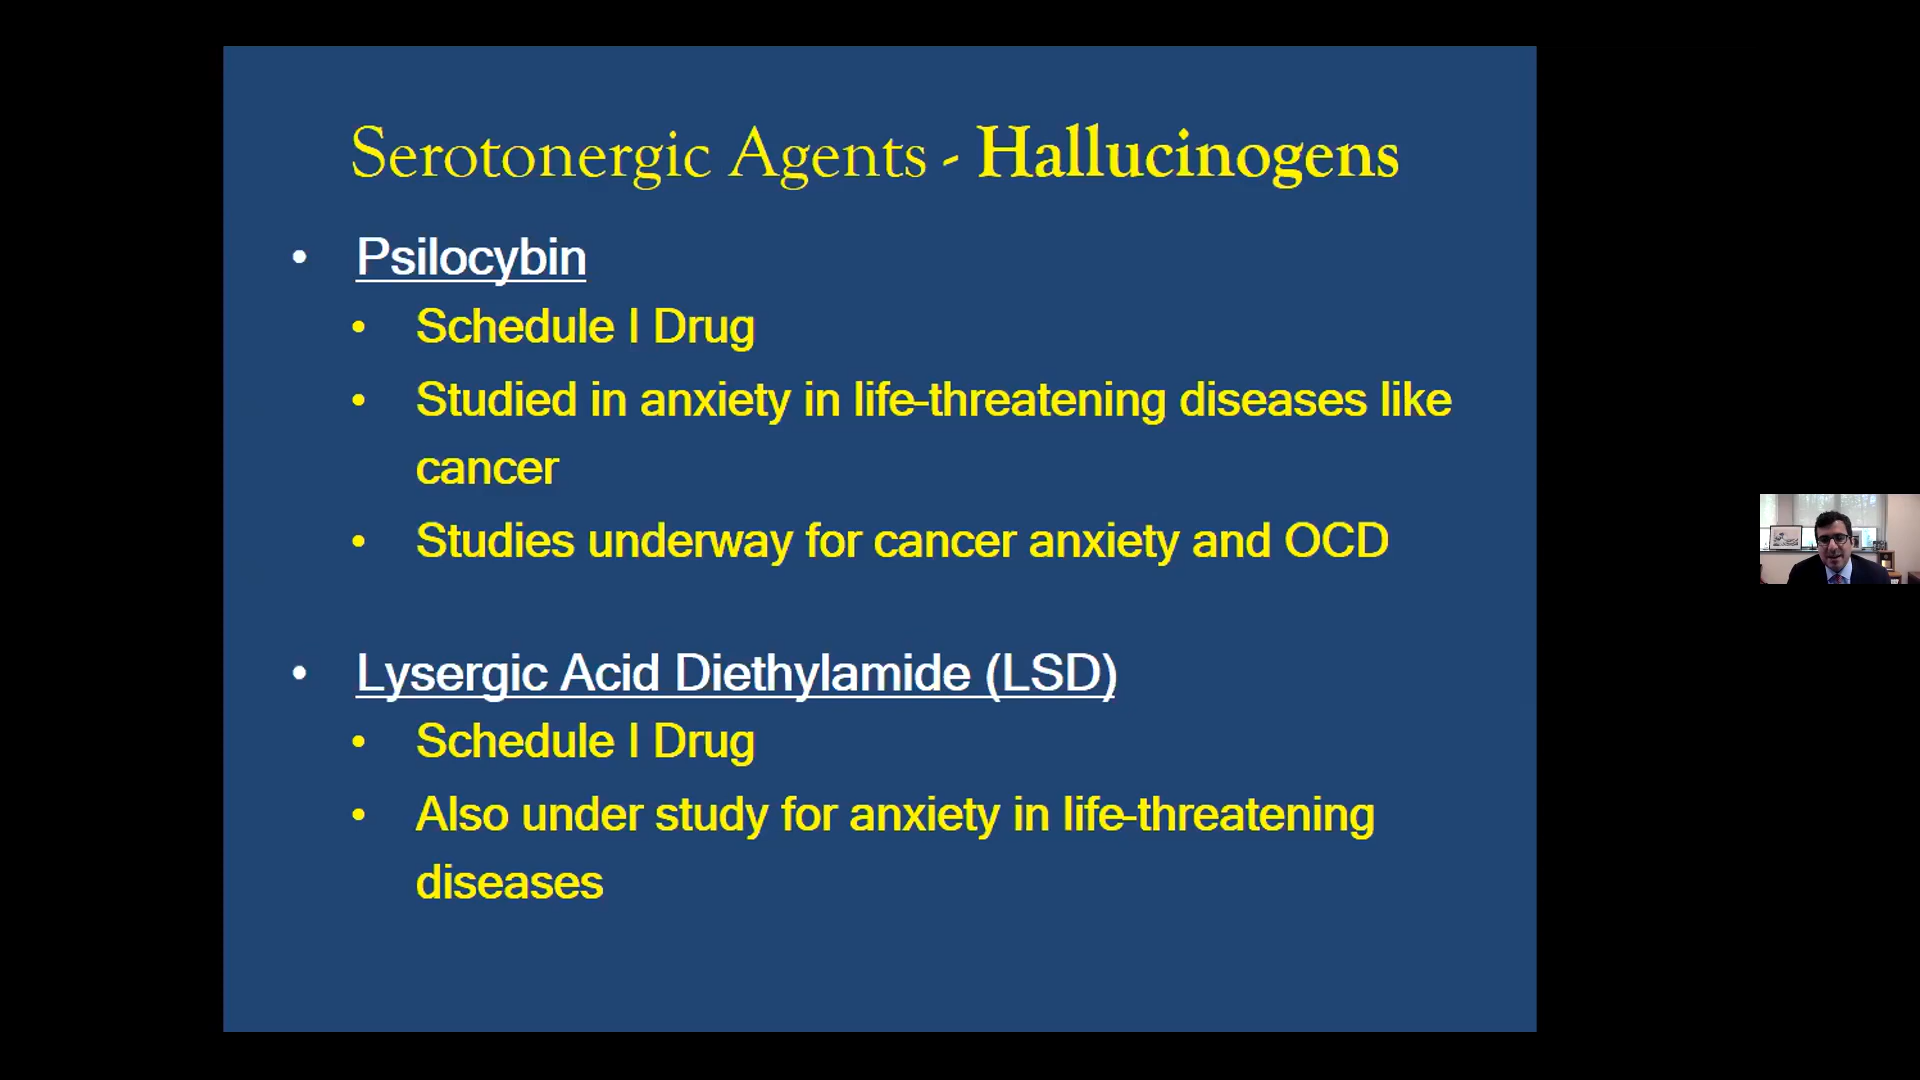 Serotonergic Agents - Hallucinogens
• Psilocybin
• Schedule I Drug
• Studied in anxiety in life-threatening diseases like
cancer
• Studies underway for cancer anxiety and OCD
• Lysergic Acid Diethylamide (LSD)
• Schedule I Drug
• Also under study for anxiety in life-threatening
diseases